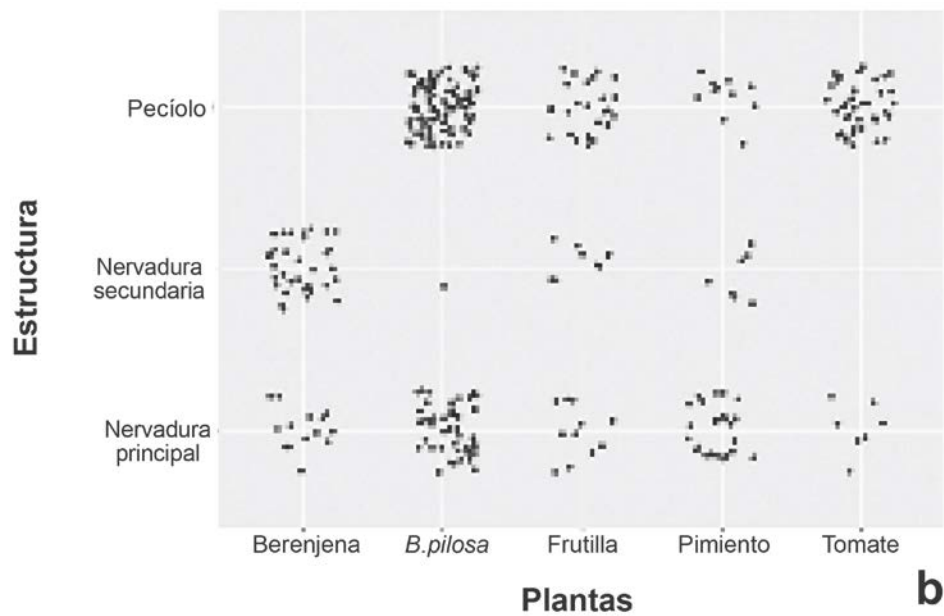 Estructura
Pecíolo
Nervadura
secundaria
Nervadura
principal
Berenjena
B.pilosa
Frutilla
Pimiento
Tomate
Plantas
b